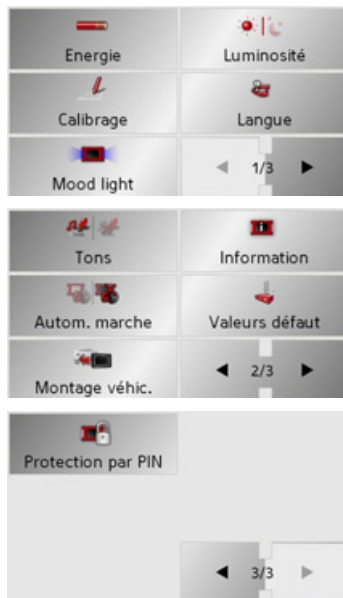 Energie
Luminosité
Calibrage
Langue
Mood light
1/3
Tons
Information
Autom. marche
Valeurs défaut
Montage véhic.
2/3
Protection par PIN
3/3